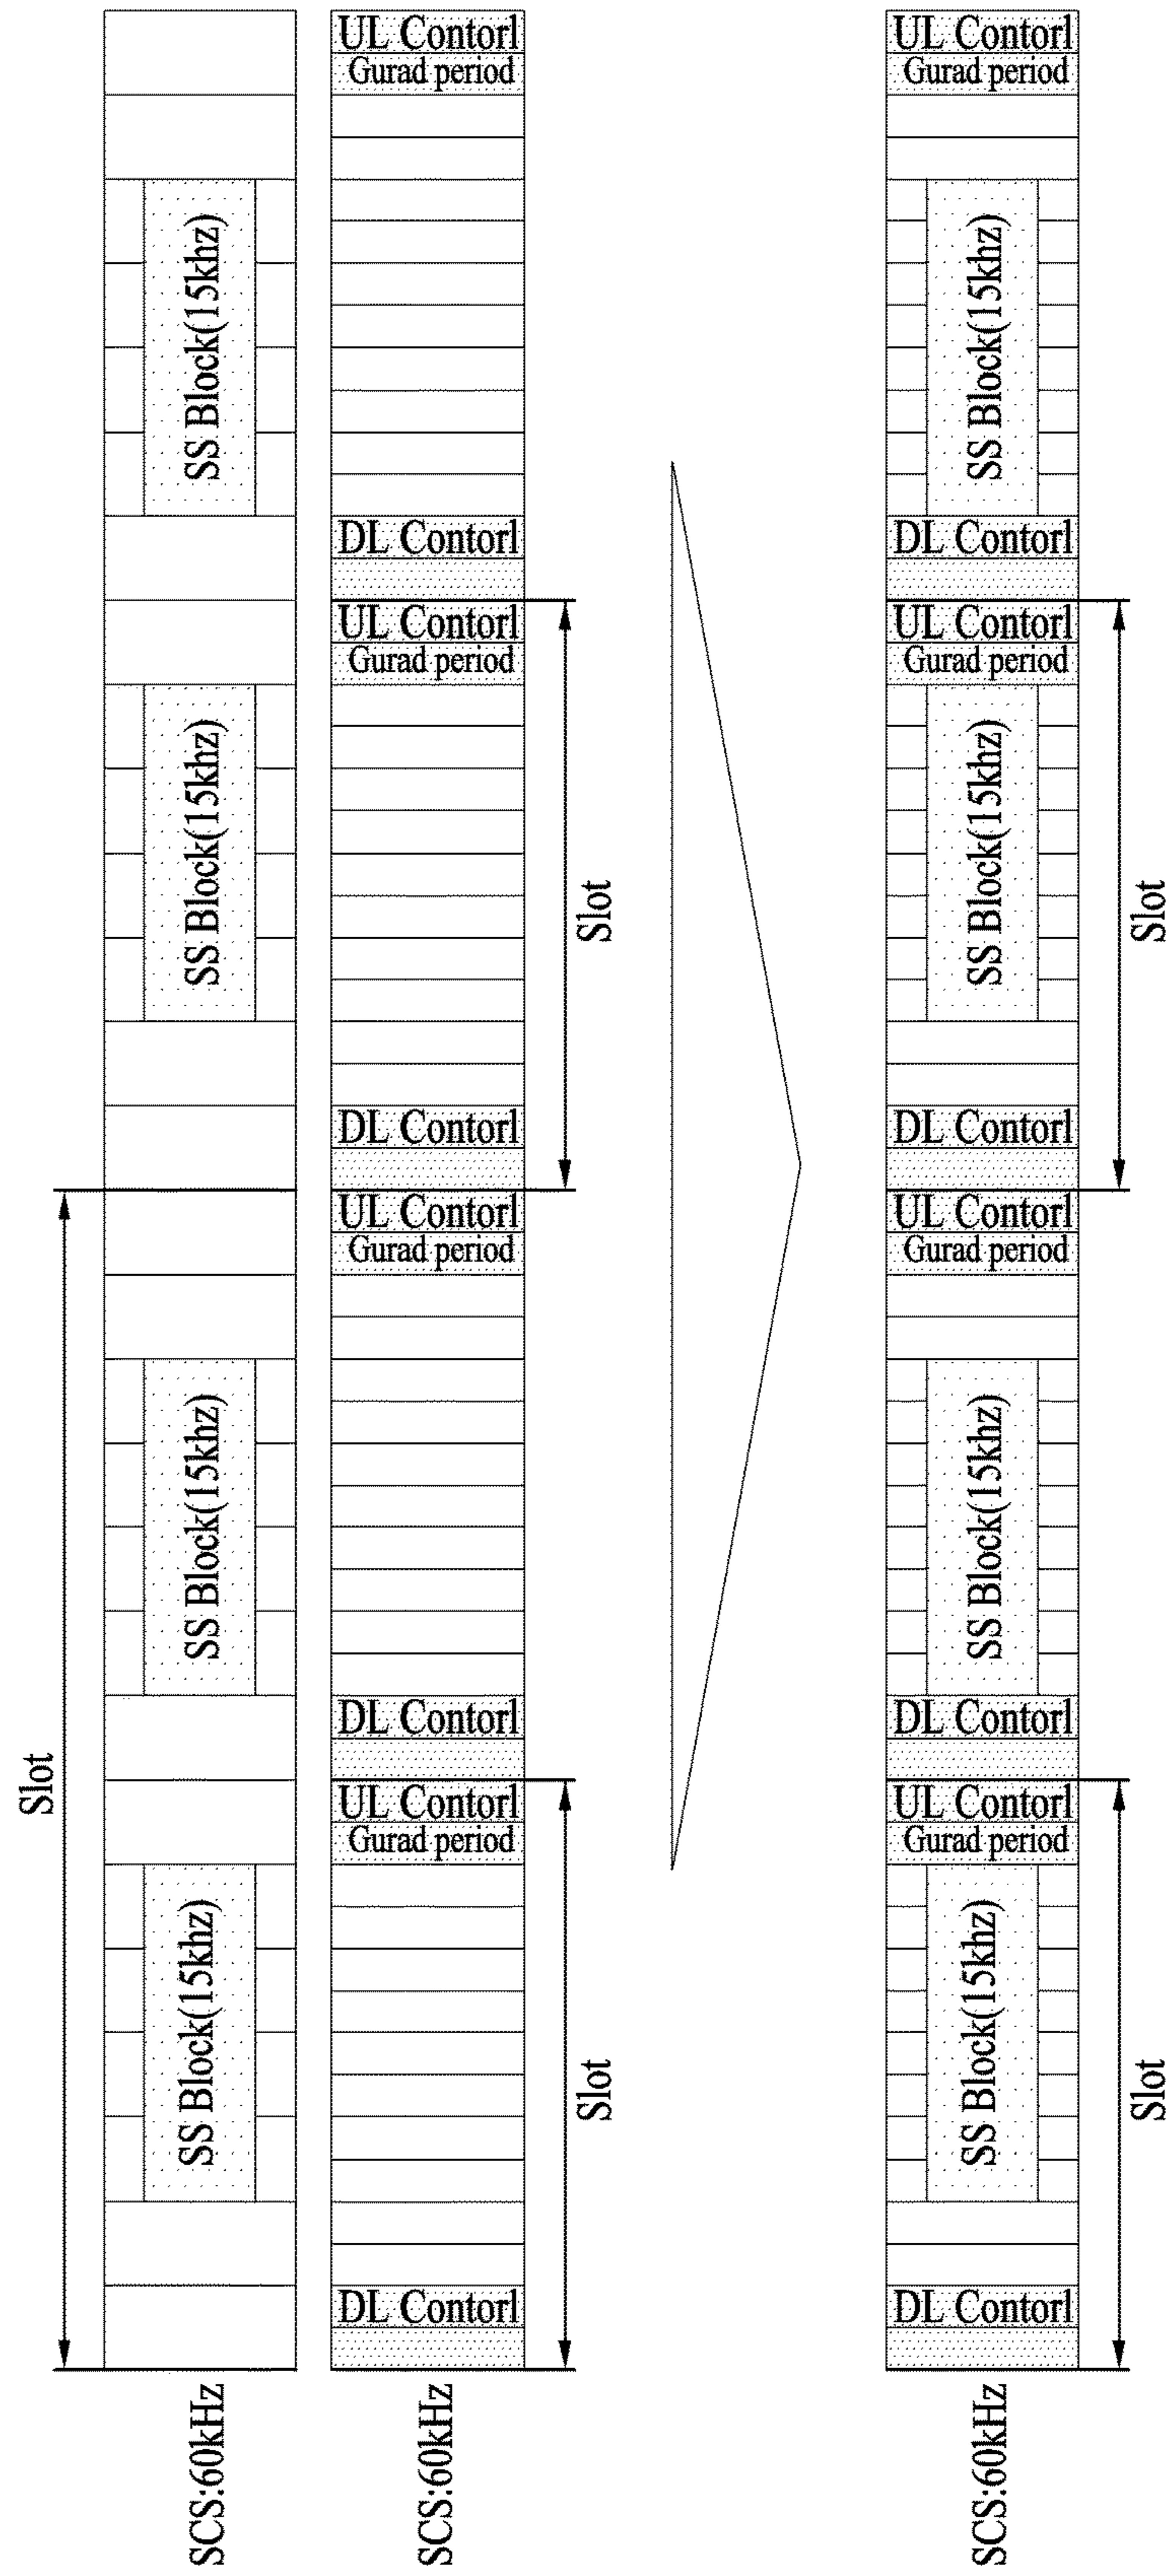 Slot
SCS:60kHz
SS Block(15khz)
SS Block(15khz)
SS Block(15khz)
SS Block(15khz)
SCS:60kHz
DL Contorl
Gurad period
UL Contorl
DL Contorl
Gurad period
UL Contorl
DL Contorl
Gurad period
UL Contorl
DL Contorl
Gurad period
UL Contorl
Slot
Slot
SCS:60kHz
DL Contorl
SS Block(15khz)
Gurad period
UL Contorl
DL Contorl
SS Block(15khz)
Gurad period
UL Contorl
DL Contorl
SS Block(15khz)
Gurad period
UL Contorl
DL Contorl
SS Block(15khz)
Gurad period
UL Contorl
Slot
Slot